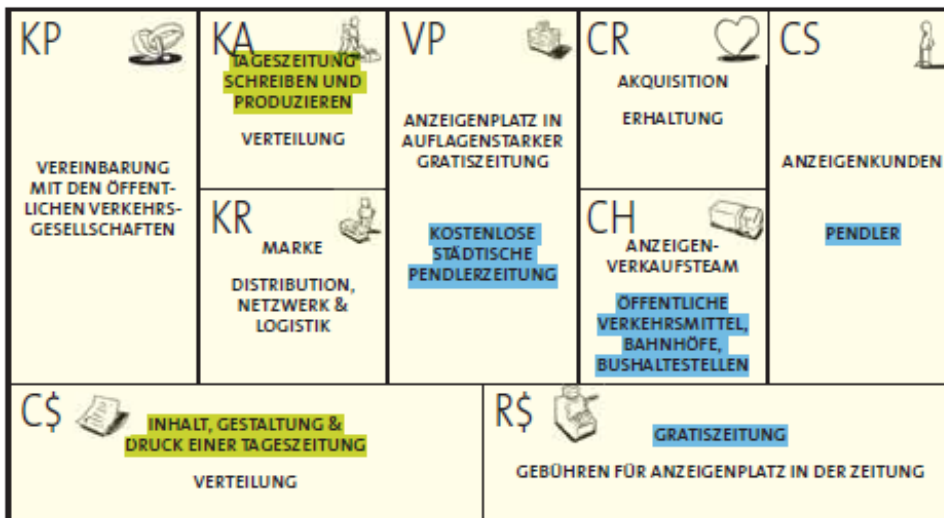 KP
VEREINBARUNG
MIT DEN ÖFFENT-
LICHEN VERKEHRS-
GESELLSCHAFTEN
KA
TAGESZEITUNG
SCHREIBEN UND
PRODUZIEREN
VERTEILUNG
KR
MARKE
DISTRIBUTION,
NETZWERK &
LOGISTIK
VP
ANZEIGENPLATZ IN
AUFLAGENSTARKER
GRATISZEITUNG
KOSTENLOSE
STÄDTISCHE
PENDLERZEITUNG
CR
AKQUISITION
ERHALTUNG
CH
ANZEIGEN-
VERKAUFSTEAM
ÖFFENTLICHE
VERKEHRSMITTEL,
BAHNHÖFE,
BUSHALTESTELLEN
CS
ANZEIGENKUNDEN
PENDLER
C$
INHALT, GESTALTUNG &
DRUCK EINER TAGESZEITUNG
VERTEILUNG
R$
GRATISZEITUNG
GEBÜHREN FÜR ANZEIGENPLATZ IN DER ZEITUNG